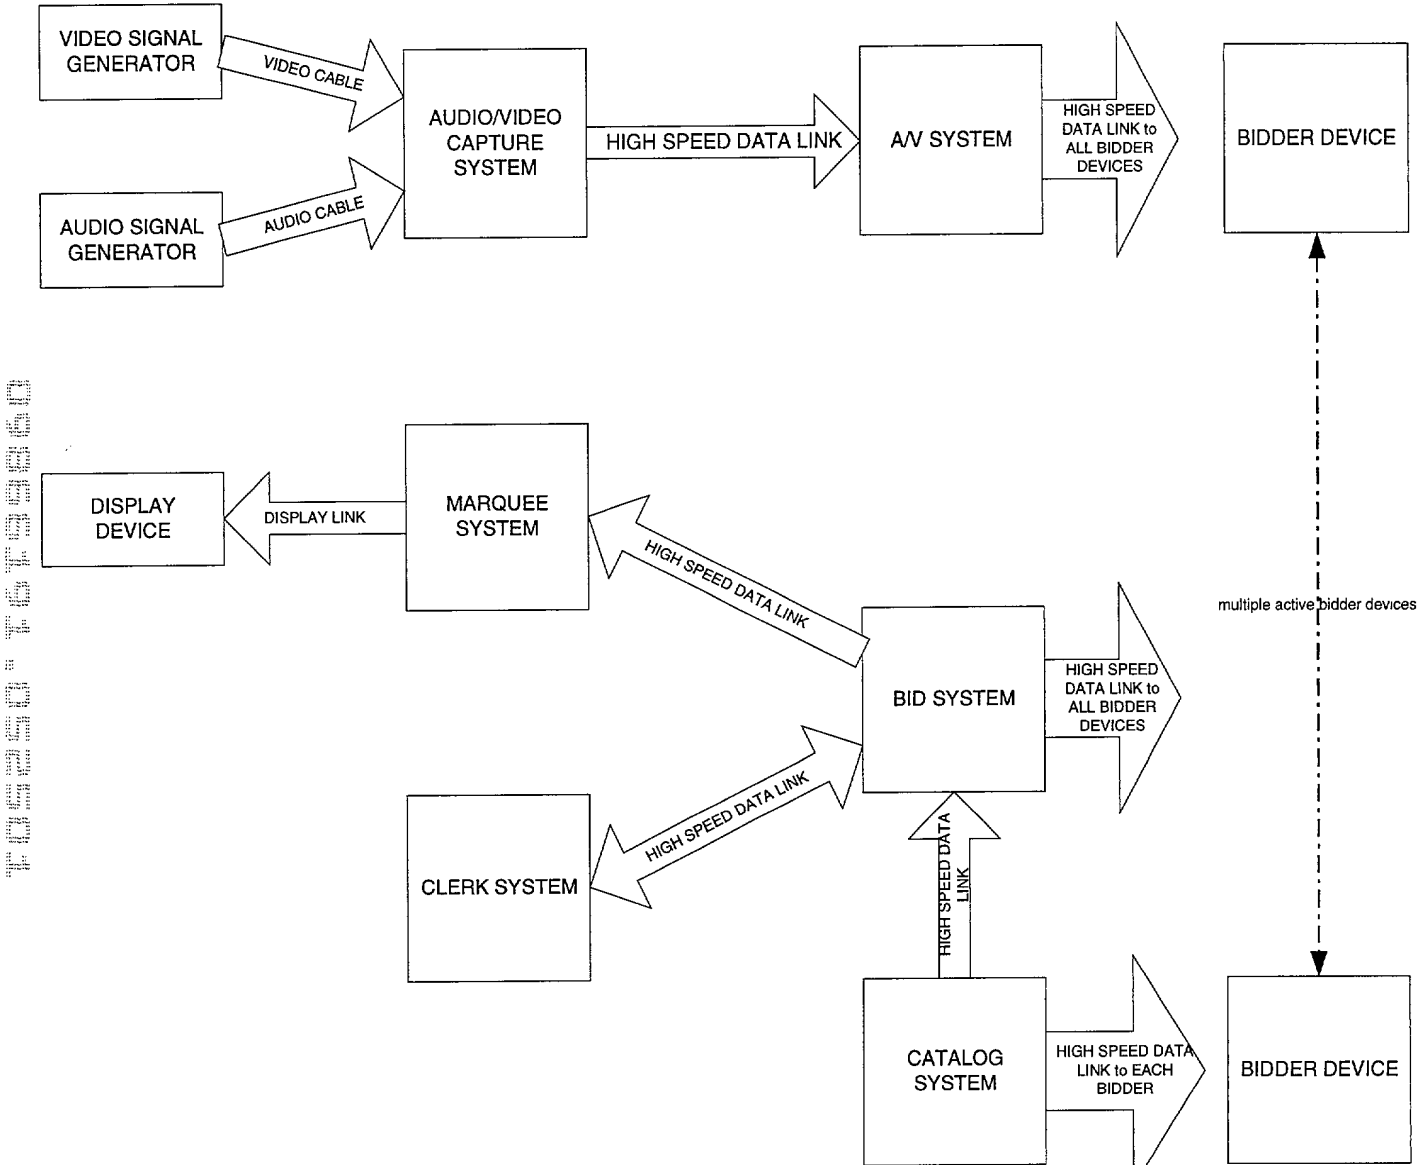 VIDEO SIGNAL
GENERATOR
VIDEO CABLE
AUDIO/VIDEO
CAPTURE
SYSTEM
HIGH SPEED DATA LINK
A/V SYSTEM
HIGH SPEED
DATA LINK to
ALL BIDDER
DEVICES
BIDDER DEVICE
AUDIO SIGNAL
GENERATOR
AUDIO CABLE
DISPLAY
DEVICE
DISPLAY LINK
MARQUEE
SYSTEM
HIGH SPEED DATA LINK
multiple active bidder devices
BID SYSTEM
HIGH SPEED
DATA LINK to
ALL BIDDER
DEVICES
HIGH SPEED DATA LINK
CLERK SYSTEM
HIGH SPEED DATA
LINK
CATALOG
SYSTEM
HIGH SPEED DATA
LINK to EACH
BIDDER
BIDDER DEVICE